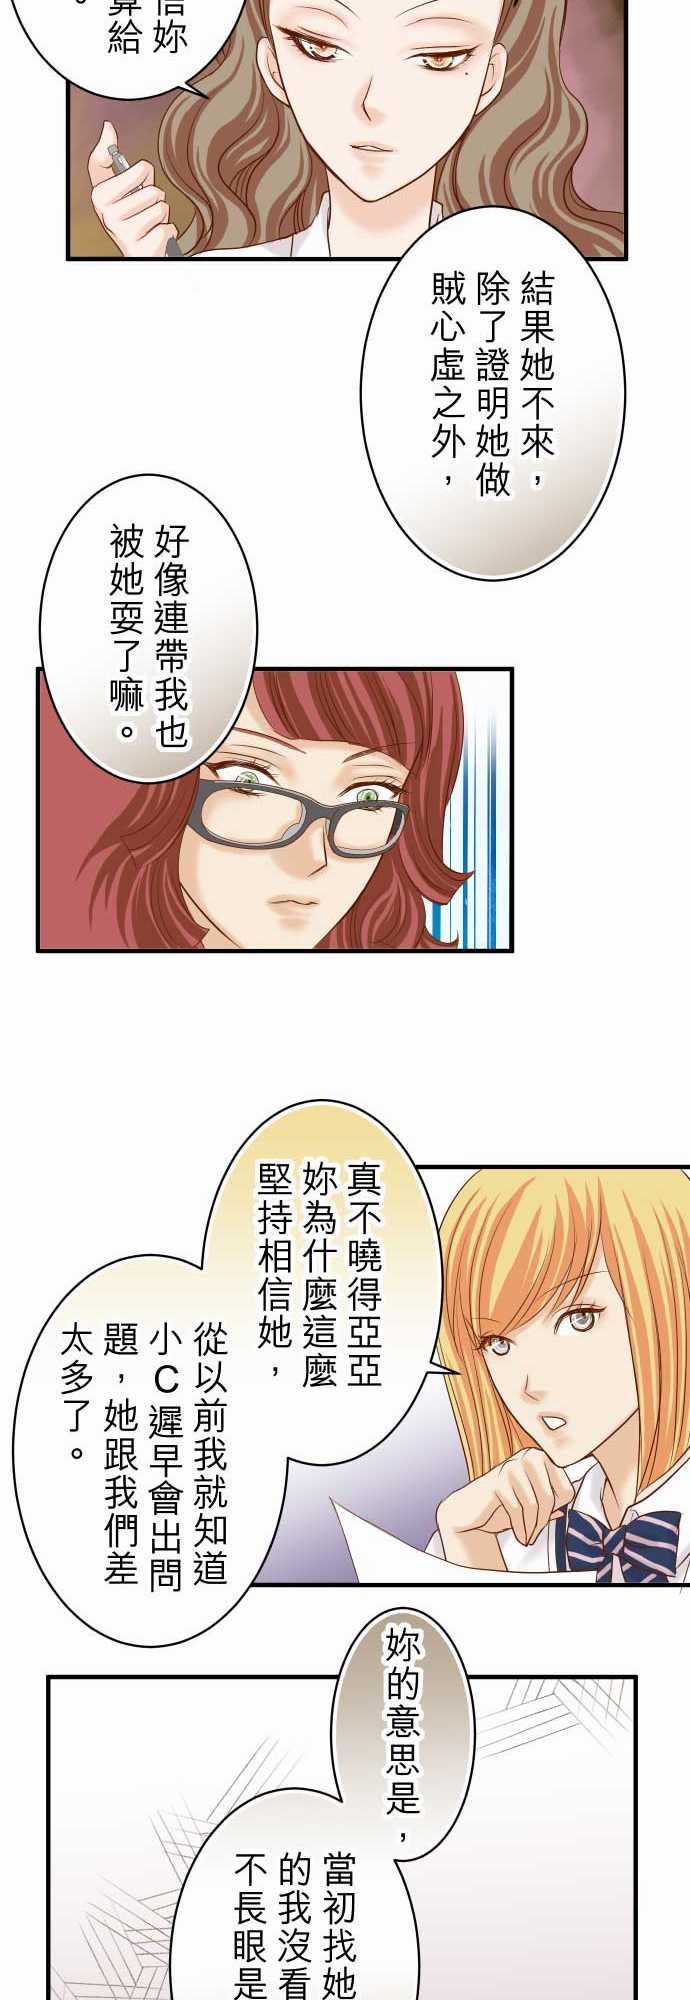 信妳
算給
。
結果她不來，
除了證明她做
賊心虛之外，
好像連帶我也
被她耍了嘛。
真不曉得亞亞
妳為什麼這麼
堅持相信她，
從以前我就知道
小C遲早會出問
題，她跟我們差
太多了。
妳的意思是，
當初找她
的我沒看
不長眼是